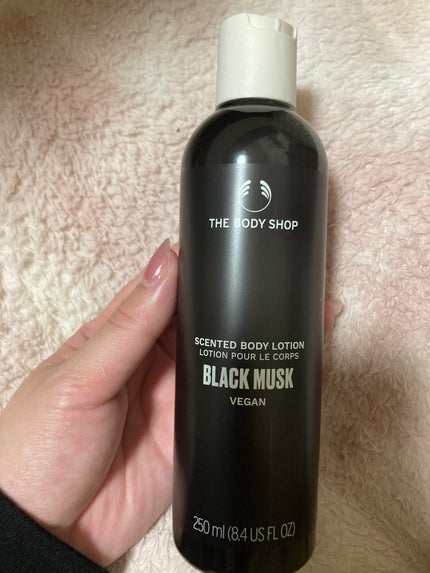 THE BODY SHOP
SCENTED BODY LOTION
LOTION POUR LE CORPS
BLACK MUSK
VEGAN
250 ml (8.4 US FL OZ)